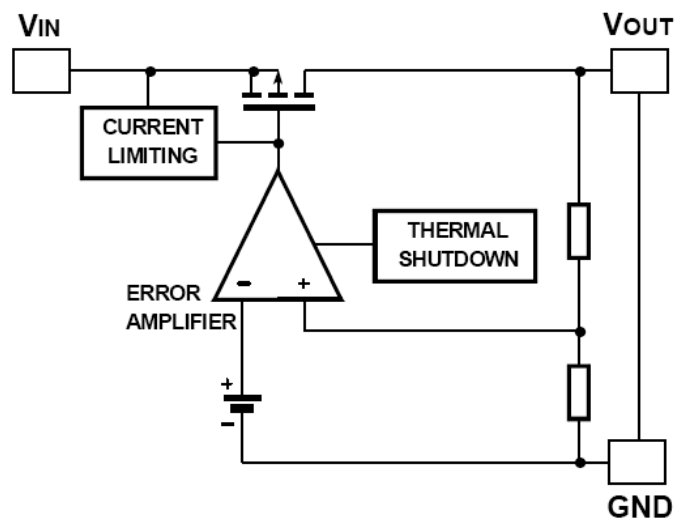 VIN
VOUT
CURRENT
LIMITING
THERMAL
SHUTDOWN
- +
ERROR
AMPLIFIER
+
-
GND